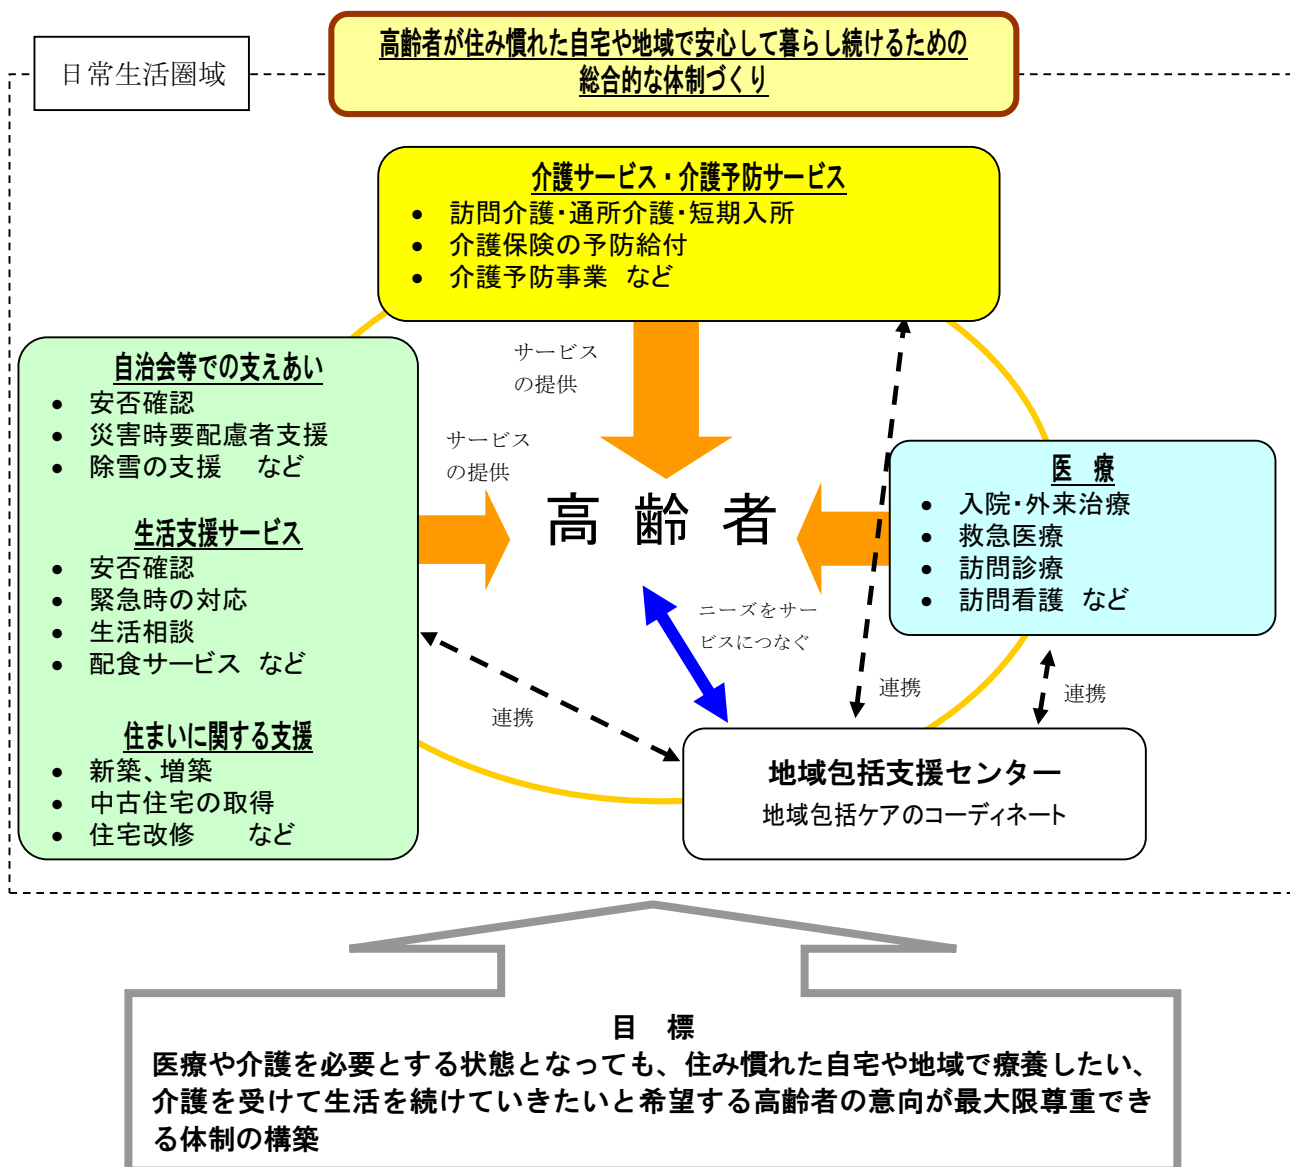 高齢者が住み慣れた自宅や地域で安心して暮らし続けるための
総合的な体制づくり
日常生活圏域
介護サービス・介護予防サービス
• 訪問介護・通所介護・短期入所
• 介護保険の予防給付
• 介護予防事業 など
サービス
の提供
自治会等での支えあい
• 安否確認
• 災害時要配慮者支援
• 除雪の支援 など
生活支援サービス
• 安否確認
• 緊急時の対応
• 生活相談
• 配食サービス など
住まいに関する支援
• 新築、増築
• 中古住宅の取得
• 住宅改修 など
サービス
の提供
高齢者
医 療
• 入院・外来治療
• 救急医療
• 訪問診療
• 訪問看護 など
ニーズをサー
ビスにつなぐ
連携
連携
連携
地域包括支援センター
地域包括ケアのコーディネート
目 標
医療や介護を必要とする状態となっても、住み慣れた自宅や地域で療養したい、
介護を受けて生活を続けていきたいと希望する高齢者の意向が最大限尊重でき
る体制の構築